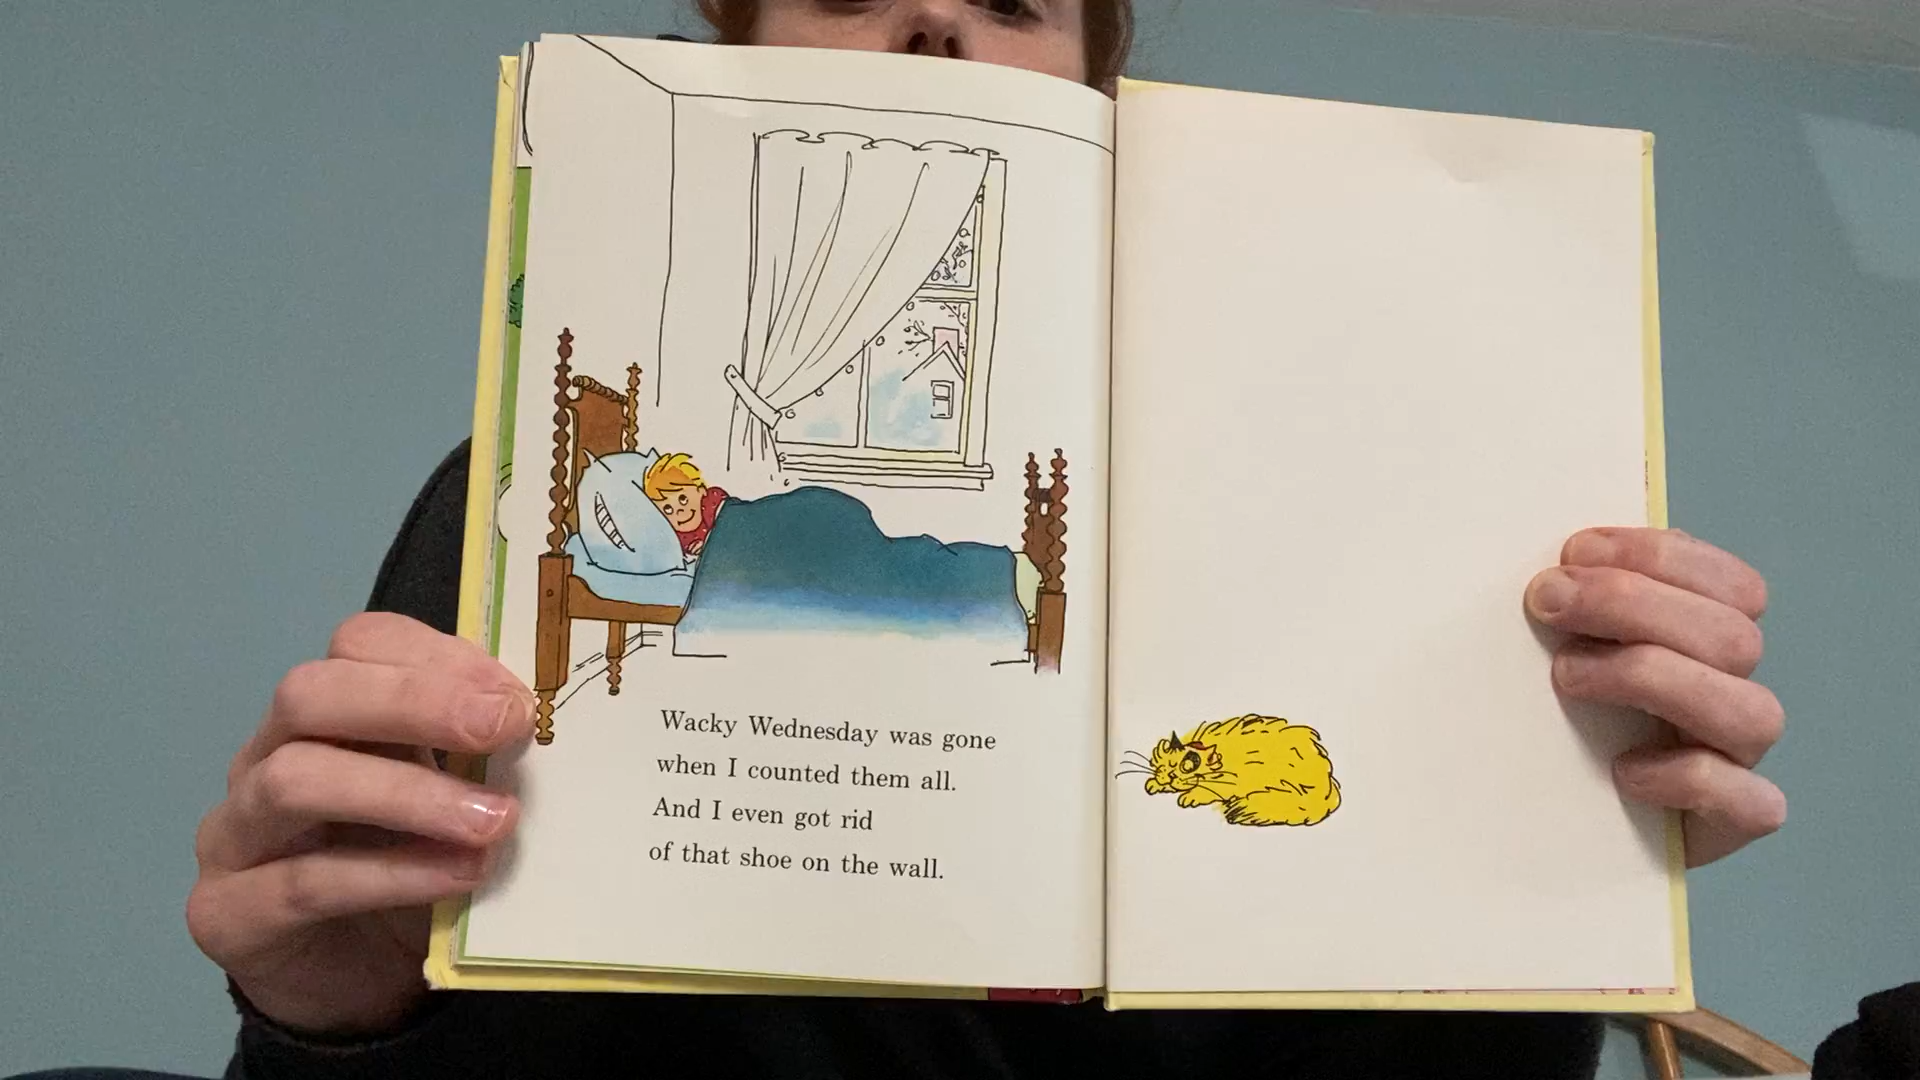 Wacky Wednesday was gone
when I counted them all.
And I even got rid
of that shoe on the wall.